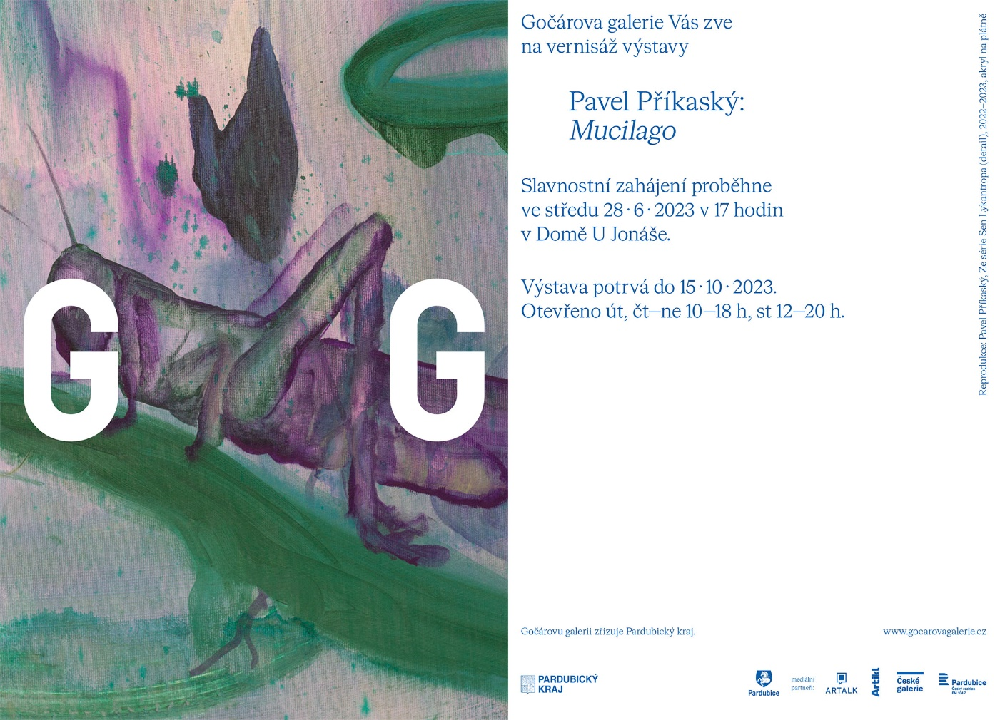 G G
Gočárova galerie Vás zve
na vernisáž výstavy
Pavel Příkaský:
Mucilago
Slavnostní zahájení proběhne
ve středu 28·6·2023 v 17 hodin
v Domě U Jonáše.
Výstava potrvá do 15·10·2023.
Otevřeno út, čt—ne 10—18 h, st 12—20 h.
Reprodukce: Pavel Příkaský, Ze série Sen Lykantropa (detail), 2022–2023, akryl na plátně
Gočárovu galerii zřizuje Pardubický kraj.
www.gocarovagalerie.cz
PARDUBICKÝ
KRAJ
Pardubice
mediální
partneři:
ARTALK
Artikl
České
galerie
Pardubice
Český rozhlas
FM 104.7